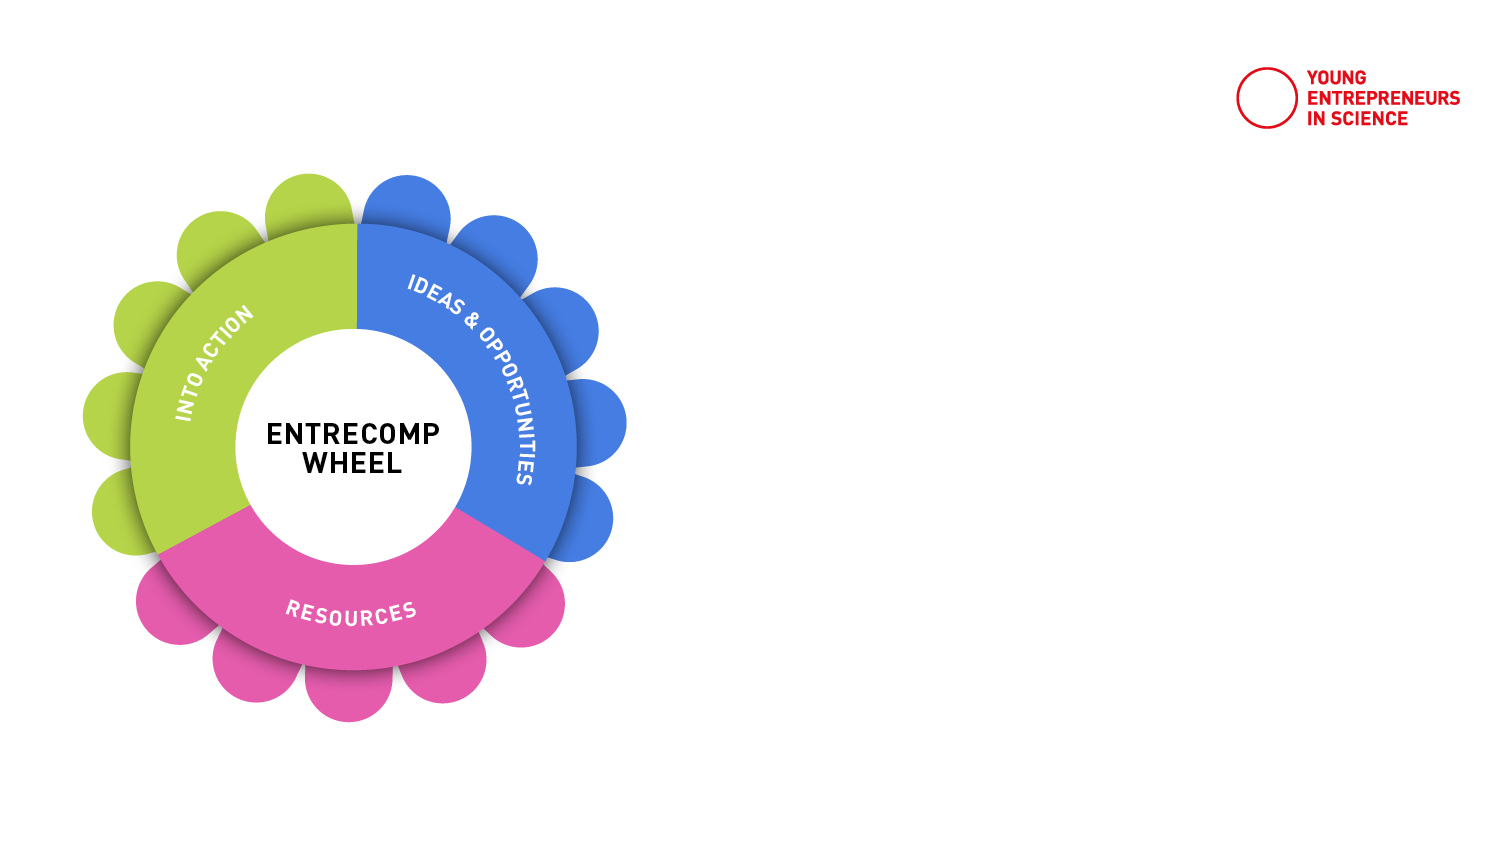 YOUNG
ENTREPRENEURS
IN SCIENCE
INTO ACTION
IDEAS & OPPORTUNITIES
ENTRECOMP
WHEEL
RESOURCES